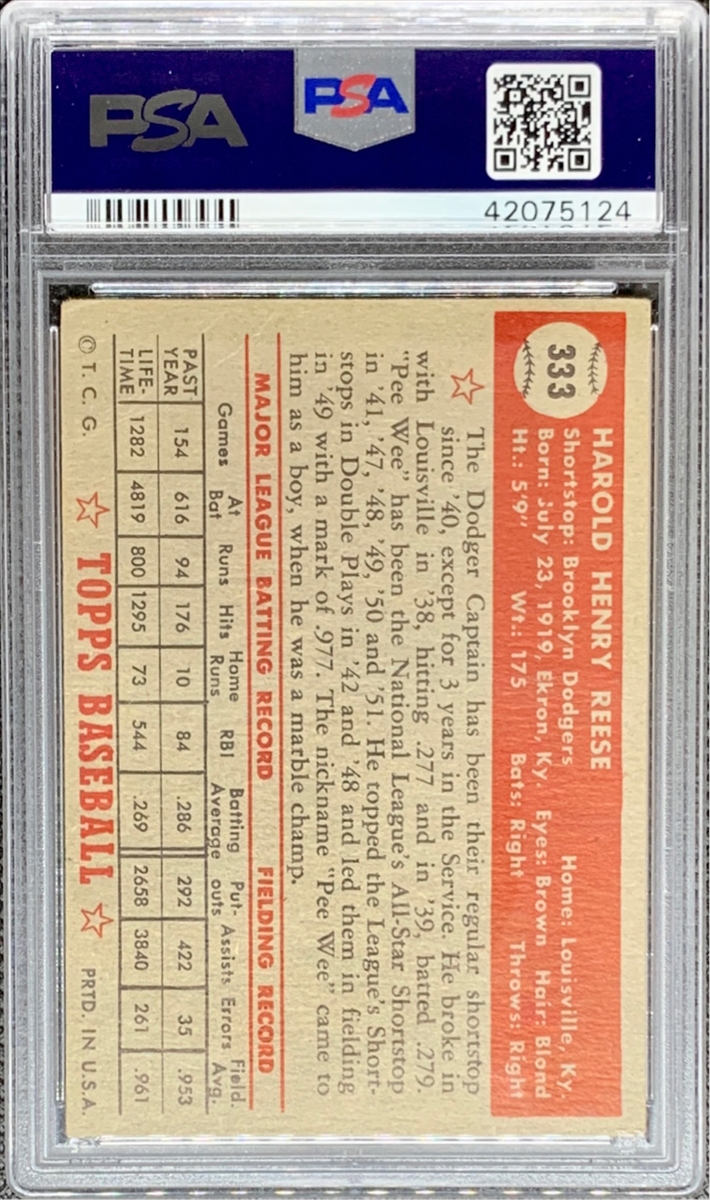 PSA
PSA
42075124
333
HAROLD HENRY REESE
Shortstop: Brooklyn Dodgers Home: Louisville, Ky.
Born: July 23, 1919, Ekron, Ky. Eyes: Brown Hair: Blond
Ht.: 5'9" Wt.: 175 Bats: Right Throws: Right
The Dodger Captain has been their regular shortstop
since '40, except for 3 years in the Service. He broke in
with Louisville in '38, hitting .277 and in '39, batted .279.
"Pee Wee" has been the National League's All-Star Shortstop
in '41, '47, '48, '49, '50 and '51. He topped the League's Short-
stops in Double Plays in '42 and '48 and led them in fielding
in '49 with a mark of .977. The nickname "Pee Wee" came to
him as a boy, when he was a marble champ.
MAJOR LEAGUE BATTING RECORD FIELDING RECORD
Games At Bat Runs Hits Home Runs RBI Batting Average Put-outs Assists Errors Field. Avg.
PAST YEAR 154 616 94 176 10 84 .286 292 422 35 .953
LIFE-TIME 1282 4819 800 1295 73 544 .269 2658 3840 261 .961
© T. C. G. TOPPS BASEBALL PRTD. IN U.S.A.